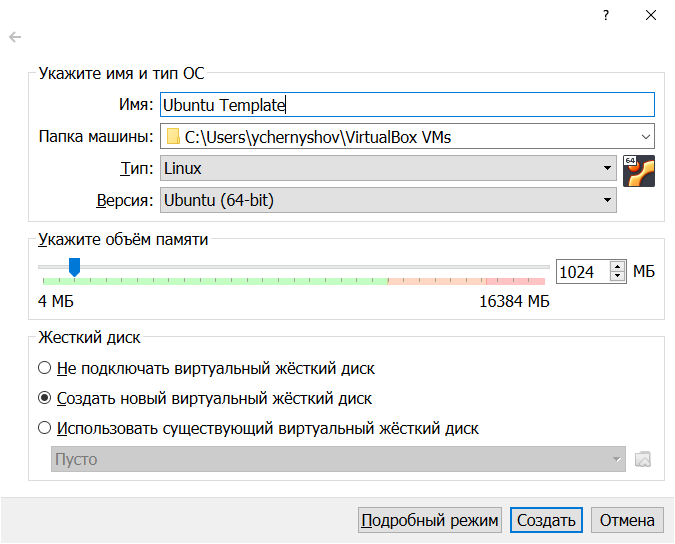 ?
Укажите имя и тип ОС
Имя: Ubuntu Template
Папка машины: C:\Users\ychernyshov\VirtualBox VMs
Тип: Linux
64
Версия: Ubuntu (64-bit)
Укажите объём памяти
1024 МБ
4 МБ 16384 МБ
Жесткий диск
Не подключать виртуальный жёсткий диск
Создать новый виртуальный жёсткий диск
Использовать существующий виртуальный жёсткий диск
Пусто
Подробный режим Создать Отмена